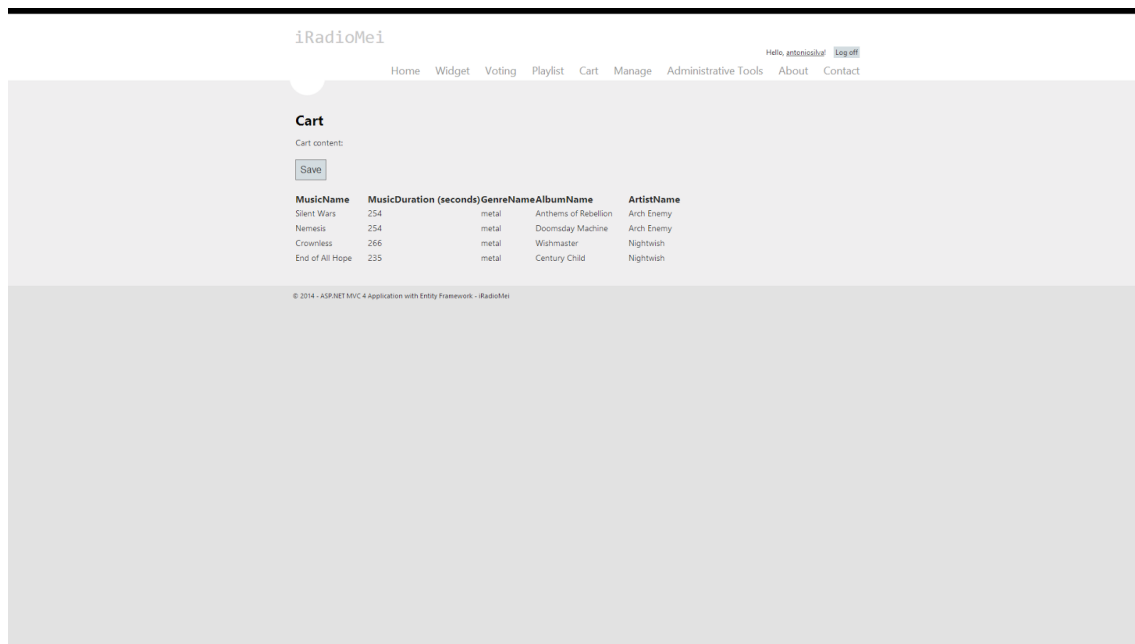 iRadioMei
Hello, antoniosilva! Log off
Home Widget Voting Playlist Cart Manage Administrative Tools About Contact
Cart
Cart content:
Save
MusicName MusicDuration (seconds) GenreName AlbumName ArtistName
Silent Wars 254 metal Anthems of Rebellion Arch Enemy
Nemesis 254 metal Doomsday Machine Arch Enemy
Crownless 266 metal Wishmaster Nightwish
End of All Hope 235 metal Century Child Nightwish
© 2014 - ASP.NET MVC 4 Application with Entity Framework - iRadioMei